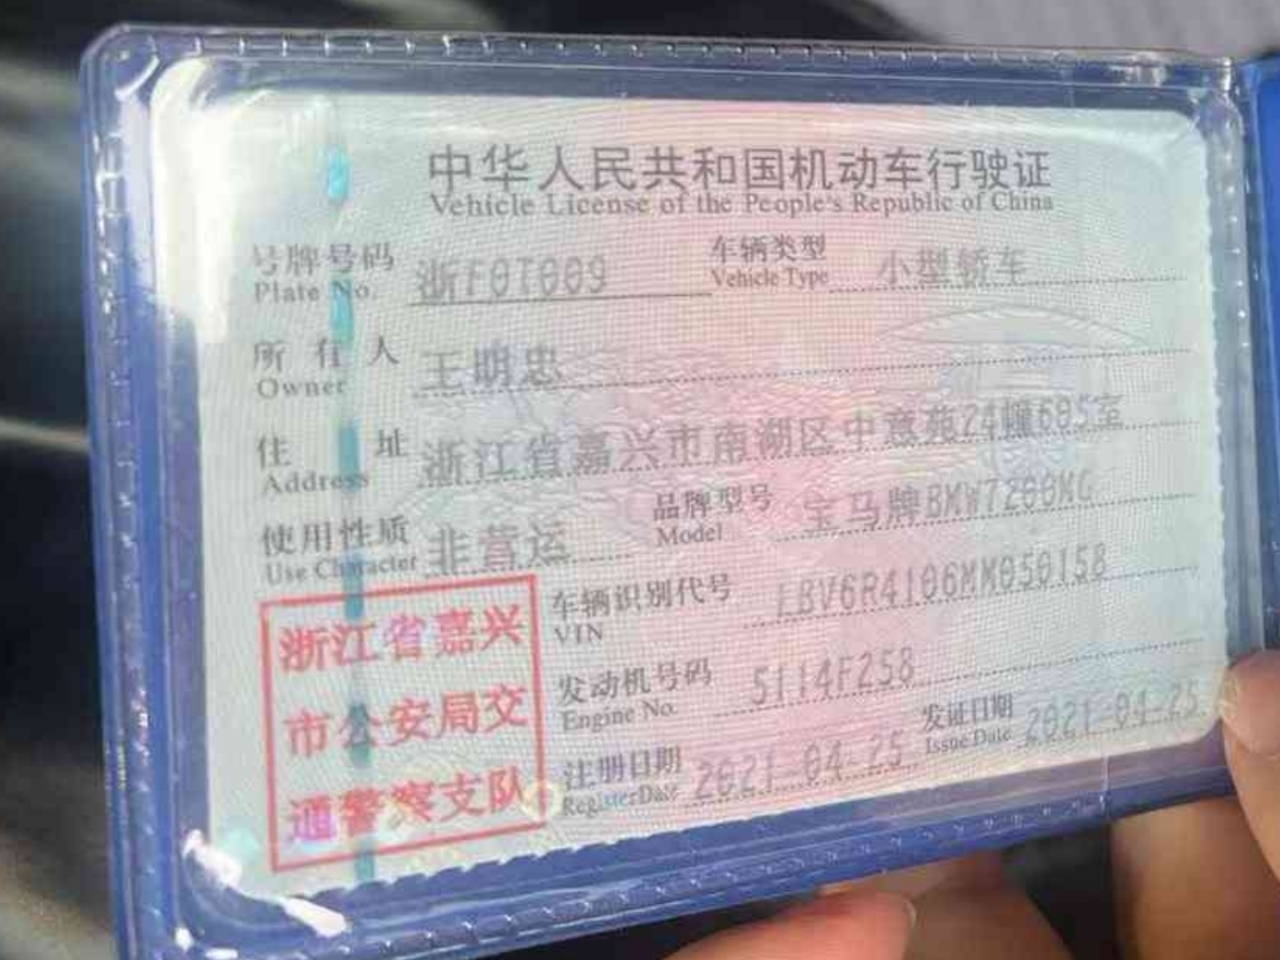 中华人民共和国机动车行驶证
Vehicle License of the People's Republic of China
号牌号码 浙F0T009 车辆类型 小型轿车
Plate No. Vehicle Type
所有人 王明忠
Owner
住址 浙江省嘉兴市南湖区中意苑24幢605室
Address
使用性质 非营运 品牌型号 宝马牌BMW7200MG
Use Character Model
浙江省嘉兴
市公安局交
通警察支队
车辆识别代号 LBV6R4106MM050158
VIN
发动机号码 5114F258
Engine No.
注册日期 2021-04-25 发证日期 2021-04-25
Register Date Issue Date